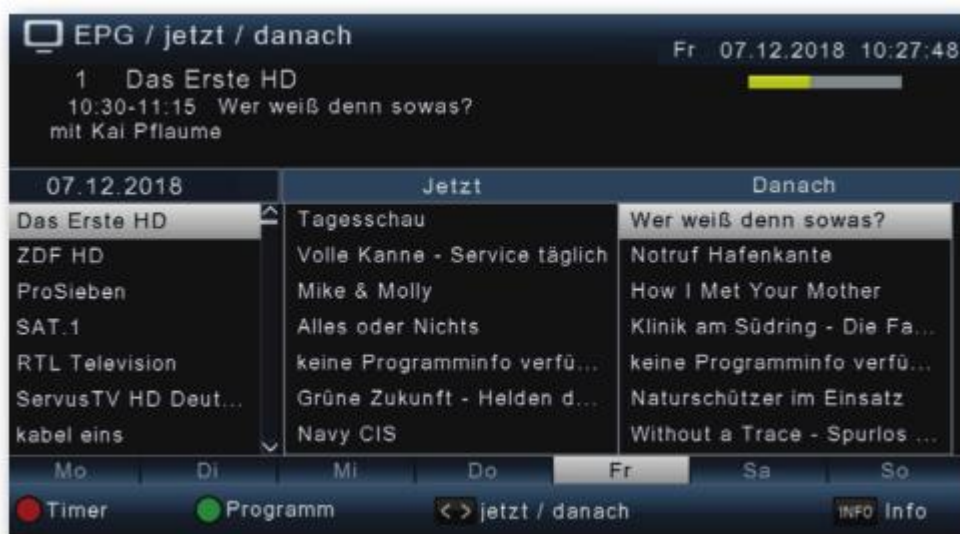 EPG / jetzt / danach
Fr 07.12.2018 10:27:48
1 Das Erste HD
10:30-11:15 Wer weiß denn sowas?
mit Kai Pflaume
07.12.2018 Jetzt Danach
Das Erste HD Tagesschau Wer weiß denn sowas?
ZDF HD Volle Kanne - Service täglich Notruf Hafenkante
ProSieben Mike & Molly How I Met Your Mother
SAT.1 Alles oder Nichts Klinik am Südring - Die Fa...
RTL Television keine Programminfo verfü... keine Programminfo verfü...
ServusTV HD Deut... Grüne Zukunft - Helden d... Naturschützer im Einsatz
kabel eins Navy CIS Without a Trace - Spurlos ...
Mo Di Mi Do Fr Sa So
Timer Programm < > jetzt / danach INFO Info